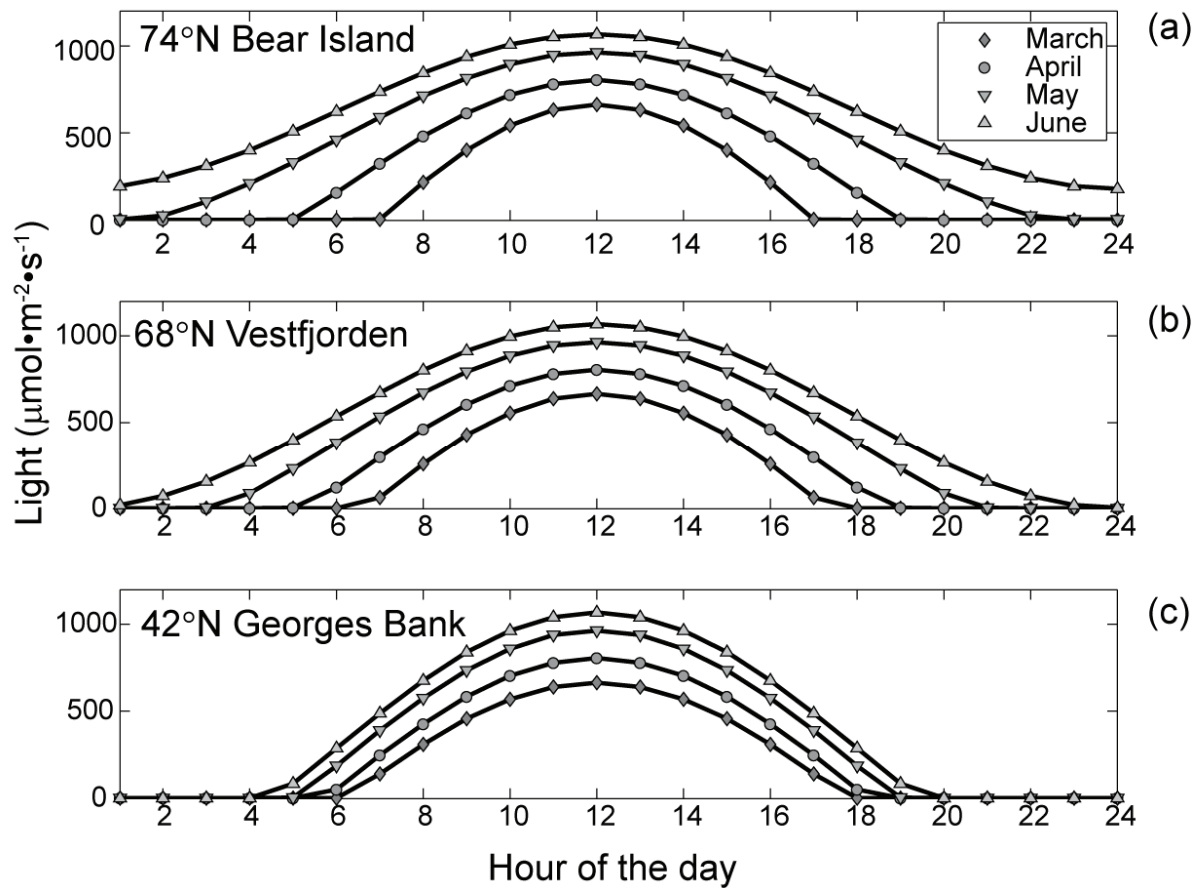 74°N Bear Island
(a)
March
April
May
June
1000
500
0
2 4 6 8 10 12 14 16 18 20 22 24
68°N Vestfjorden
(b)
1000
500
0
2 4 6 8 10 12 14 16 18 20 22 24
42°N Georges Bank
(c)
1000
500
0
2 4 6 8 10 12 14 16 18 20 22 24
Light (μmol•m⁻²•s⁻¹)
Hour of the day